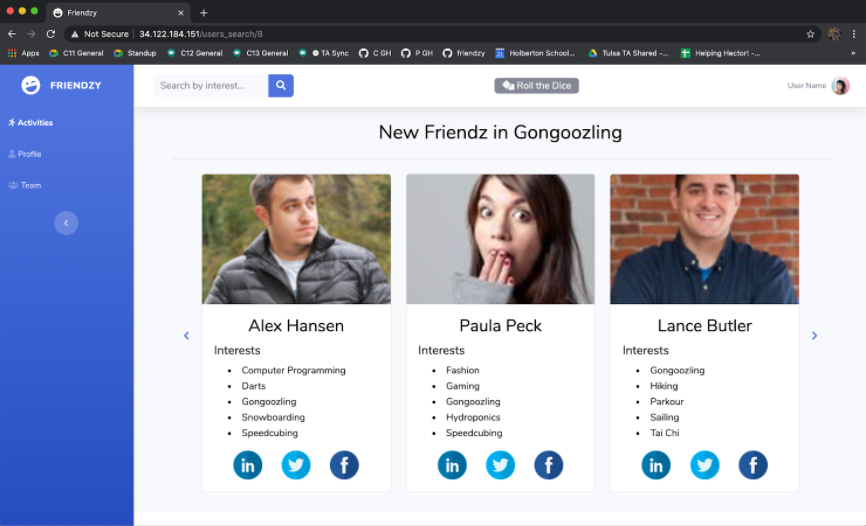 Friendzy
Not Secure 34.122.184.151/users_search/8
Apps C11 General Standup C12 General C13 General TA Sync C GH P GH friendzy Holberton School... Tulsa TA Shared -... Helping Hector! -... »
FRIENDZY
Search by interest...
Roll the Dice
User Name
Activities
Profile
Team
New Friendz in Gongoozling
Alex Hansen
Interests
• Computer Programming
• Darts
• Gongoozling
• Snowboarding
• Speedcubing
in f
Paula Peck
Interests
• Fashion
• Gaming
• Gongoozling
• Hydroponics
• Speedcubing
in f
Lance Butler
Interests
• Gongoozling
• Hiking
• Parkour
• Sailing
• Tai Chi
in f